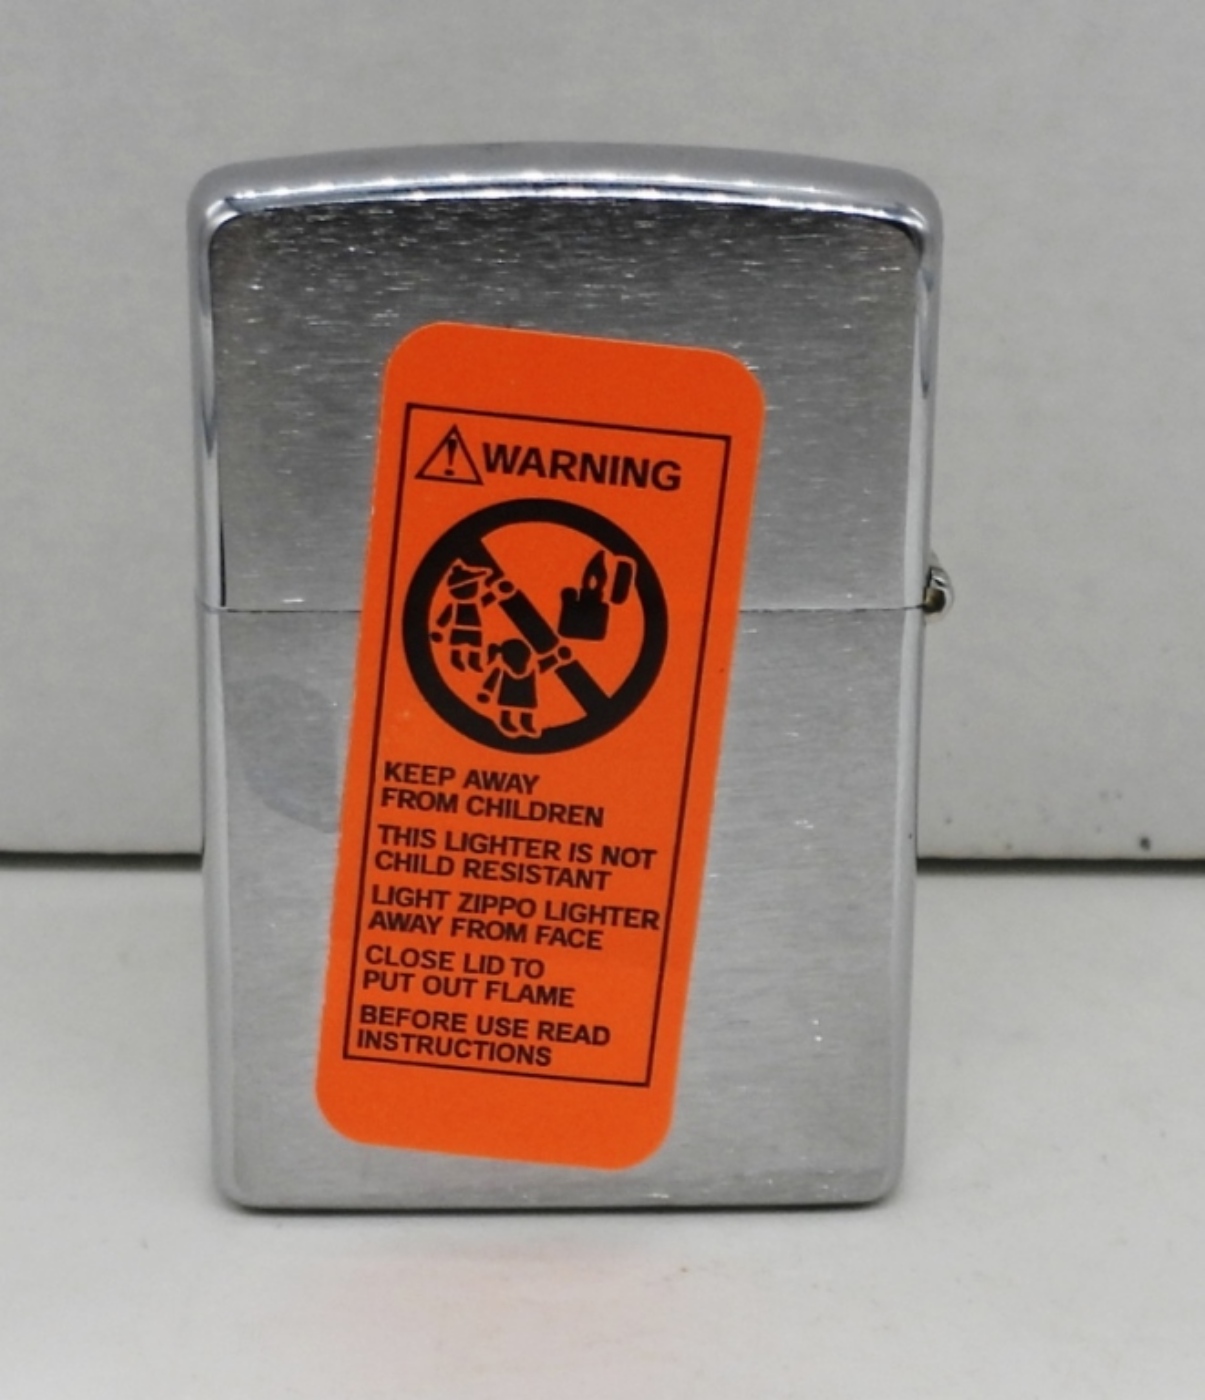 WARNING
KEEP AWAY
FROM CHILDREN
THIS LIGHTER IS NOT
CHILD RESISTANT
LIGHT ZIPPO LIGHTER
AWAY FROM FACE
CLOSE LID TO
PUT OUT FLAME
BEFORE USE READ
INSTRUCTIONS